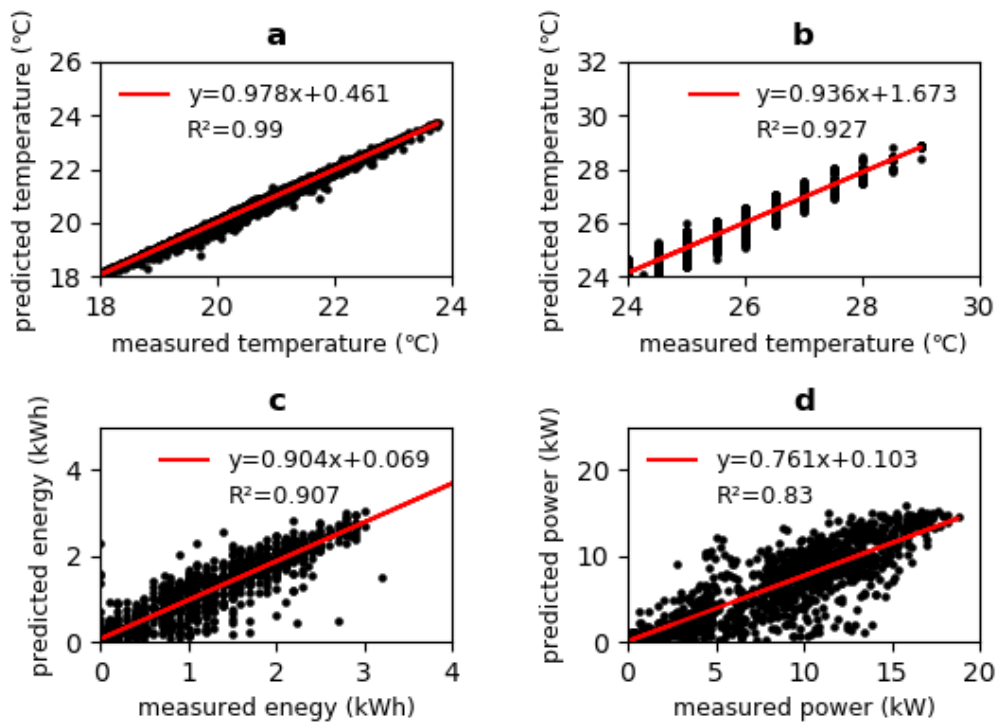 a
predicted temperature (℃)
26
24
22
20
18
y=0.978x+0.461
R²=0.99
18 20 22 24
measured temperature (℃)
b
predicted temperature (℃)
32
30
28
26
24
y=0.936x+1.673
R²=0.927
24 26 28 30
measured temperature (℃)
c
predicted energy (kWh)
4
2
0
y=0.904x+0.069
R²=0.907
0 1 2 3 4
measured enegy (kWh)
d
predicted power (kW)
20
10
0
y=0.761x+0.103
R²=0.83
0 5 10 15 20
measured power (kW)